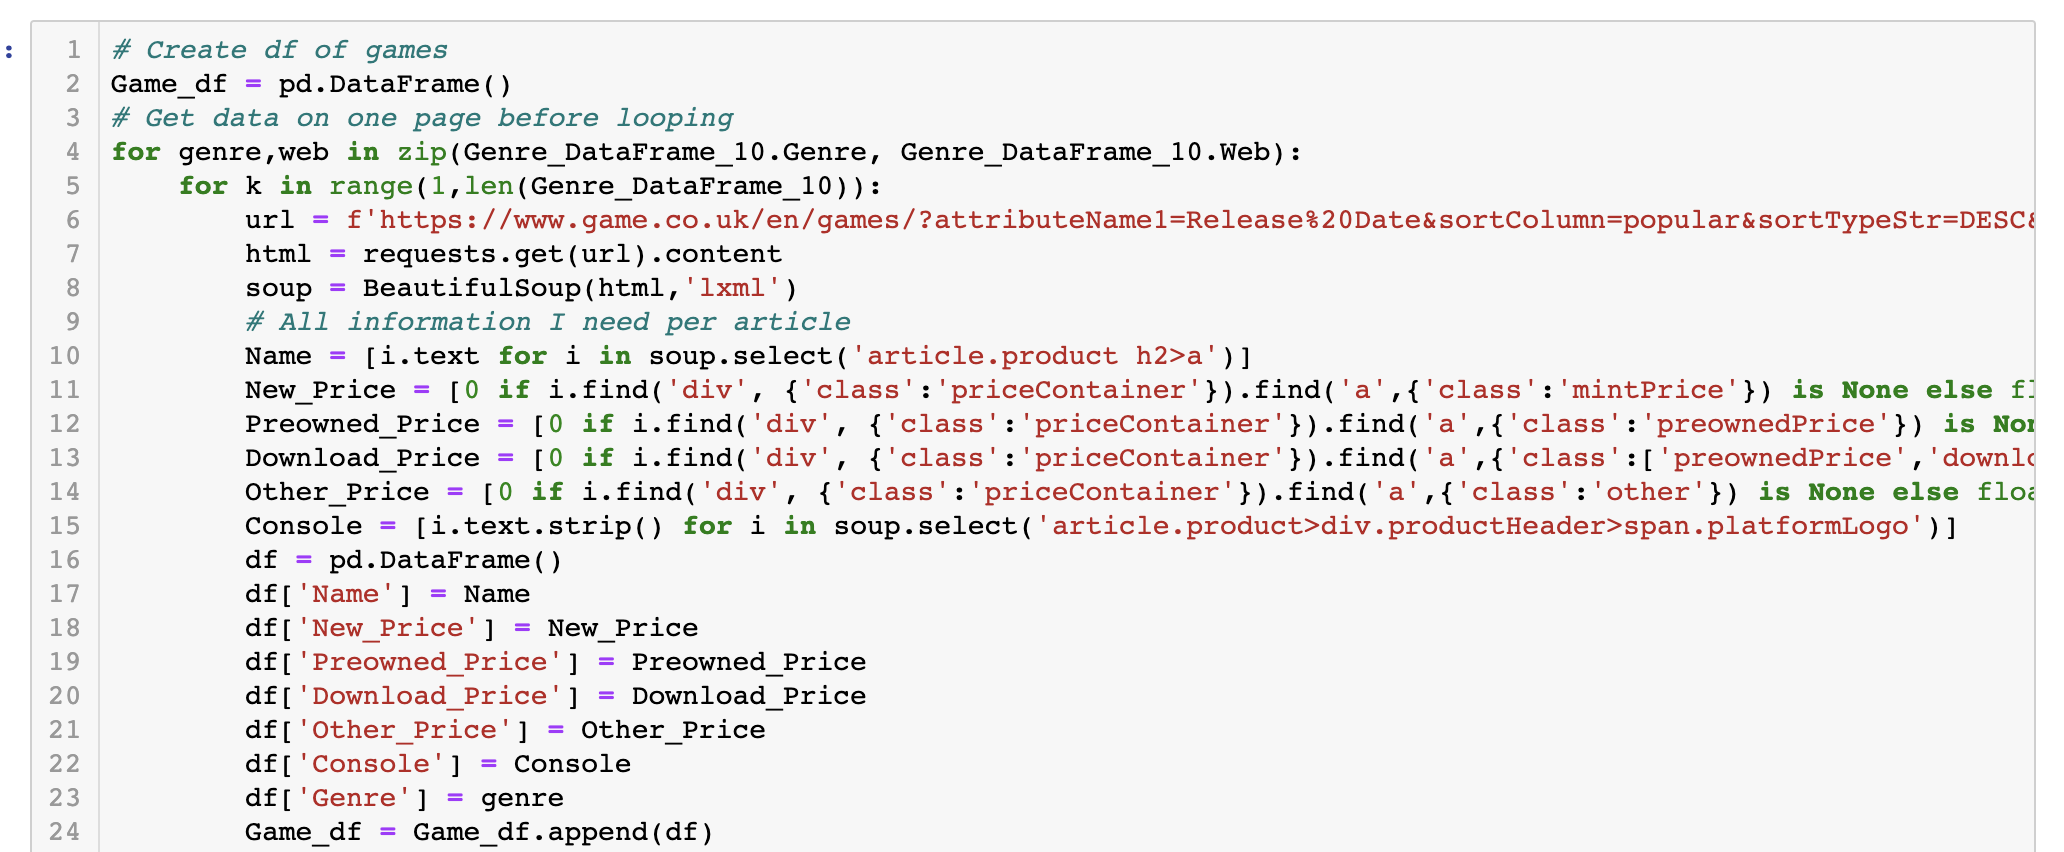 :
1 # Create df of games
2 Game_df = pd.DataFrame()
3 # Get data on one page before looping
4 for genre,web in zip(Genre_DataFrame_10.Genre, Genre_DataFrame_10.Web):
5     for k in range(1,len(Genre_DataFrame_10)):
6         url = f'https://www.game.co.uk/en/games/?attributeName1=Release%20Date&sortColumn=popular&sortTypeStr=DESC&
7         html = requests.get(url).content
8         soup = BeautifulSoup(html,'lxml')
9         # All information I need per article
10         Name = [i.text for i in soup.select('article.product h2>a')]
11         New_Price = [0 if i.find('div', {'class':'priceContainer'}).find('a',{'class':'mintPrice'}) is None else fl
12         Preowned_Price = [0 if i.find('div', {'class':'priceContainer'}).find('a',{'class':'preownedPrice'}) is Non
13         Download_Price = [0 if i.find('div', {'class':'priceContainer'}).find('a',{'class':['preownedPrice','downlo
14         Other_Price = [0 if i.find('div', {'class':'priceContainer'}).find('a',{'class':'other'}) is None else floa
15         Console = [i.text.strip() for i in soup.select('article.product>div.productHeader>span.platformLogo')]
16         df = pd.DataFrame()
17         df['Name'] = Name
18         df['New_Price'] = New_Price
19         df['Preowned_Price'] = Preowned_Price
20         df['Download_Price'] = Download_Price
21         df['Other_Price'] = Other_Price
22         df['Console'] = Console
23         df['Genre'] = genre
24         Game_df = Game_df.append(df)